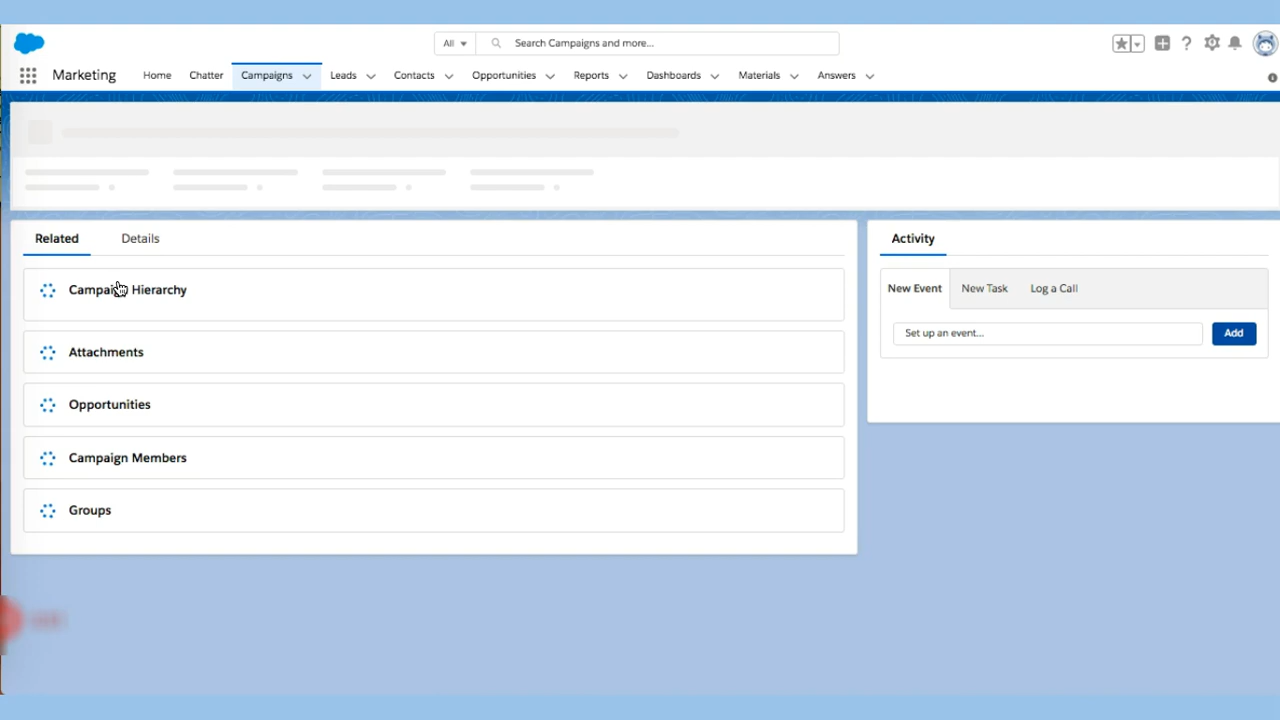 All
Search Campaigns and more...
Marketing
Home
Chatter
Campaigns
Leads
Contacts
Opportunities
Reports
Dashboards
Materials
Answers
Related
Details
Campaign Hierarchy
Attachments
Opportunities
Campaign Members
Groups
Activity
New Event
New Task
Log a Call
Set up an event...
Add